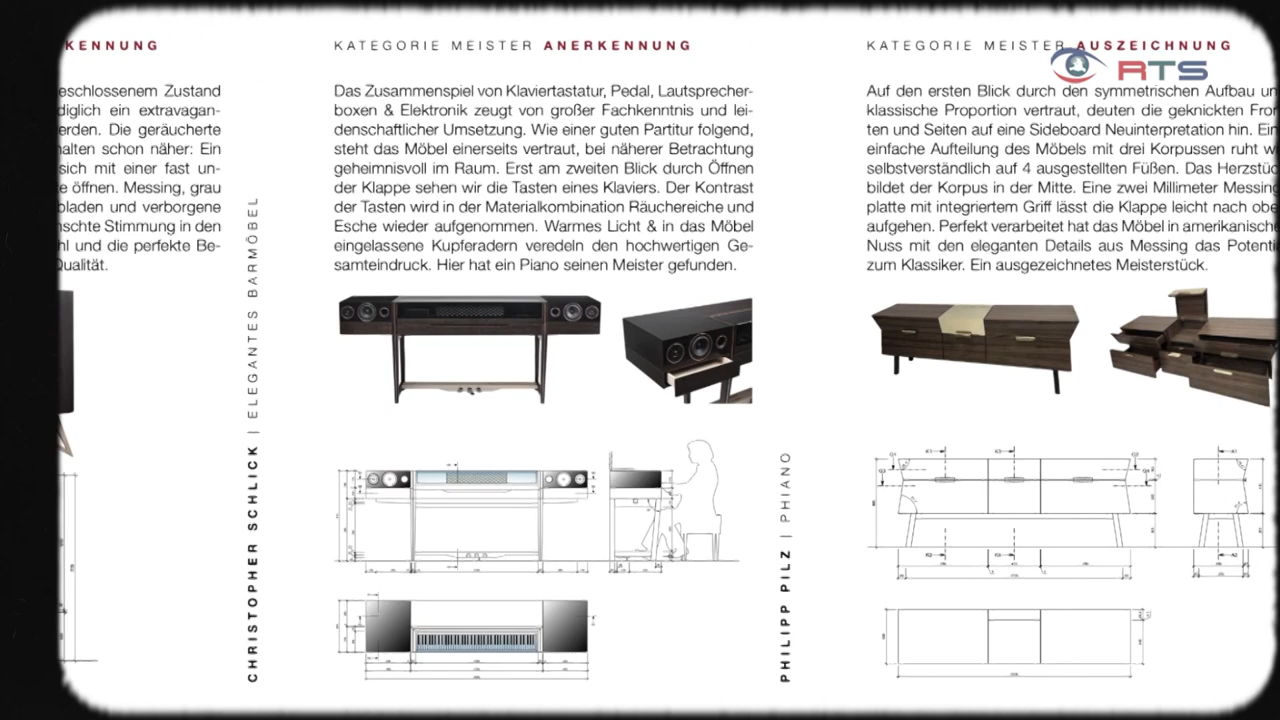 KENNUNG
eschlossenem Zustand
diglich ein extravagan-
erden. Die geräucherte
halten schon näher: Ein
sich mit einer fast un-
e öffnen. Messing, grau
bladen und verborgene
nschte Stimmung in den
hl und die perfekte Be-
Qualität.
CHRISTOPHER SCHLICK | ELEGANTES BARMÖBEL
KATEGORIE MEISTER ANERKENNUNG
Das Zusammenspiel von Klaviertastatur, Pedal, Lautsprecher-
boxen & Elektronik zeugt von großer Fachkenntnis und lei-
denschaftlicher Umsetzung. Wie einer guten Partitur folgend,
steht das Möbel einerseits vertraut, bei näherer Betrachtung
geheimnisvoll im Raum. Erst am zweiten Blick durch Öffnen
der Klappe sehen wir die Tasten eines Klaviers. Der Kontrast
der Tasten wird in der Materialkombination Räuchereiche und
Esche wieder aufgenommen. Warmes Licht & in das Möbel
eingelassene Kupferadern veredeln den hochwertigen Ge-
samteindruck. Hier hat ein Piano seinen Meister gefunden.
PHILIPP PILZ | PHIANO
KATEGORIE MEISTER AUSZEICHNUNG
RTS
Auf den ersten Blick durch den symmetrischen Aufbau un
klassische Proportion vertraut, deuten die geknickten Fron
ten und Seiten auf eine Sideboard Neuinterpretation hin. Ein
einfache Aufteilung des Möbels mit drei Korpussen ruht w
selbstverständlich auf 4 ausgestellten Füßen. Das Herzstüc
bildet der Korpus in der Mitte. Eine zwei Millimeter Messing
platte mit integriertem Griff lässt die Klappe leicht nach obe
aufgehen. Perfekt verarbeitet hat das Möbel in amerikanische
Nuss mit den eleganten Details aus Messing das Potenti
zum Klassiker. Ein ausgezeichnetes Meisterstück.